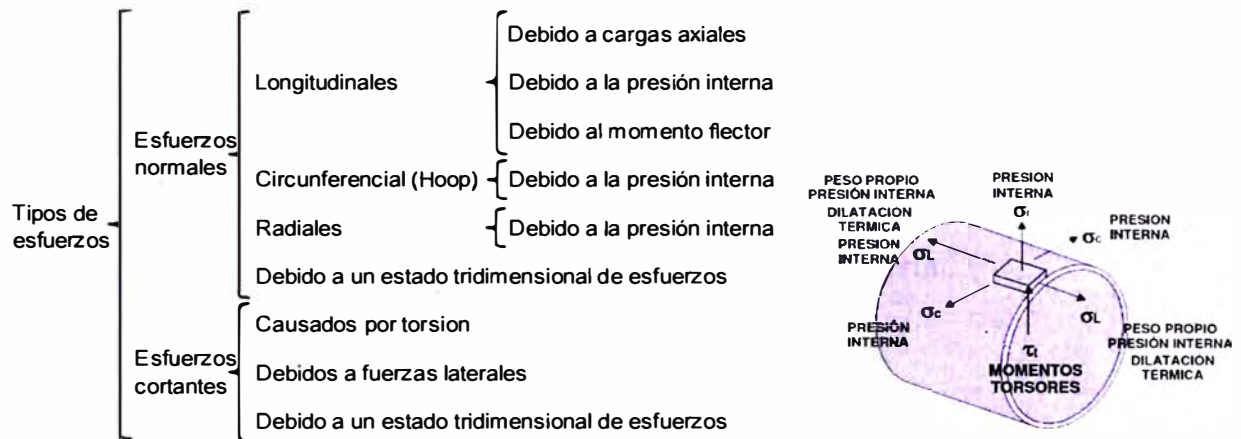 Tipos de
esfuerzos
Esfuerzos
normales
Longitudinales
Debido a cargas axiales
Debido a la presión interna
Debido al momento flector
Circunferencial (Hoop)
Debido a la presión interna
Radiales
Debido a la presión interna
Debido a un estado tridimensional de esfuerzos
Esfuerzos
cortantes
Causados por torsion
Debidos a fuerzas laterales
Debido a un estado tridimensional de esfuerzos
PESO PROPIO
PRESIÓN INTERNA
DILATACION
TERMICA
PRESION
INTERNA
σL
PRESION
INTERNA
σr
σc
PRESION
INTERNA
σc
PRESIÓN
INTERNA
σL
PESO PROPIO
PRESIÓN INTERNA
DILATACIÓN
TERMICA
τt
MOMENTOS
TORSORES